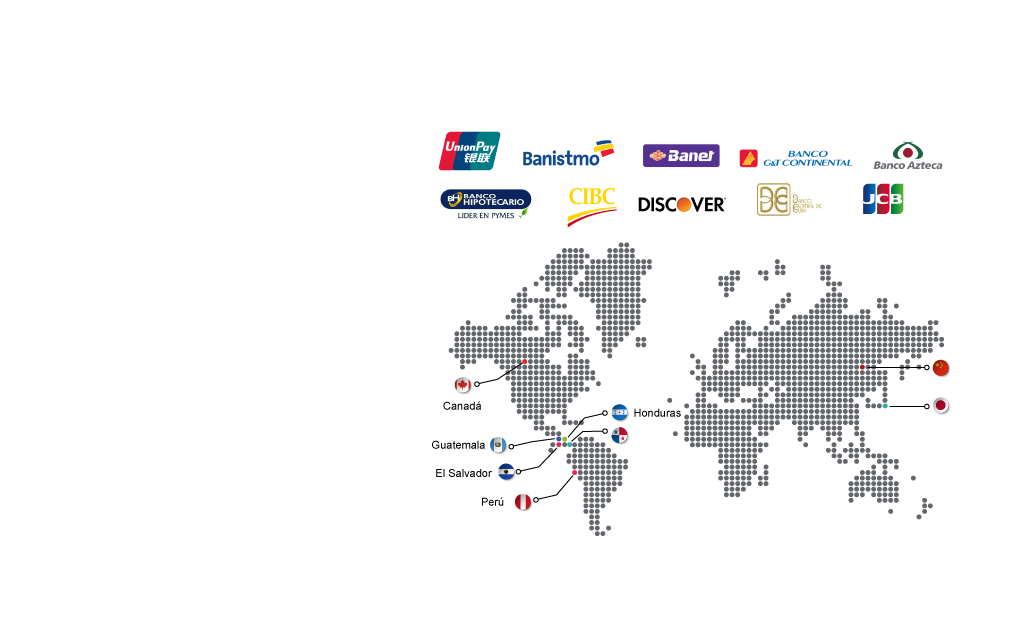 UnionPay
银联
Banistmo
Banet
BANCO
G&T CONTINENTAL
Banco Azteca
BH BANCO
HIPOTECARIO
LIDER EN PYMES
CIBC
DISCOVER
BANCO
CENTRAL DE
CUBA
JCB
Canadá
Honduras
Guatemala
El Salvador
Perú